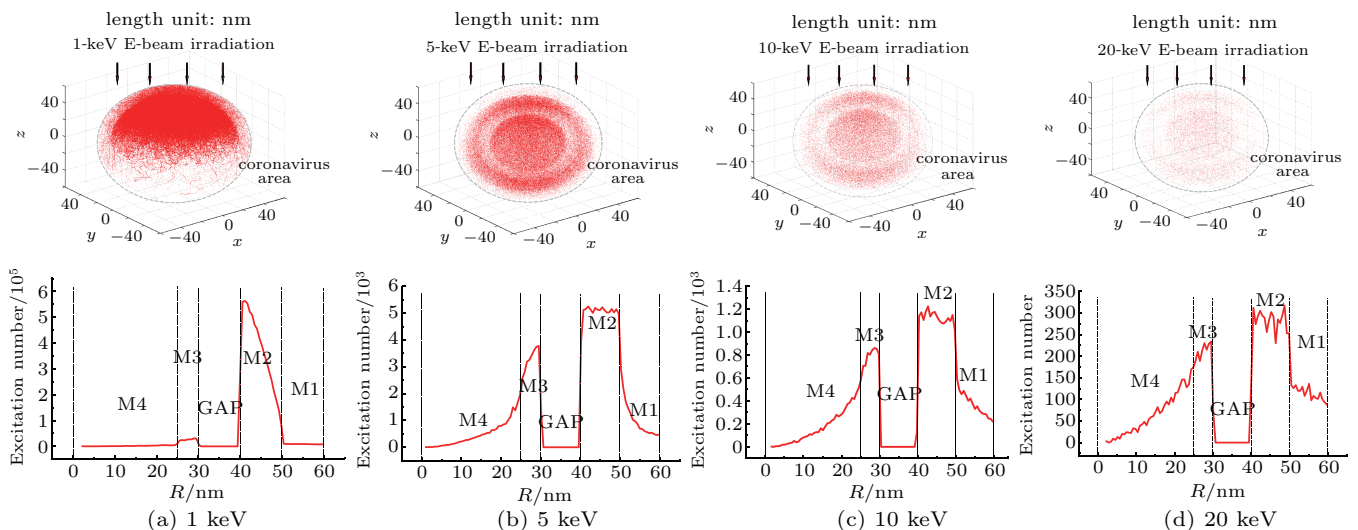 length unit: nm
1-keV E-beam irradiation
40
0
−40
z
coronavirus
area
40
0
−40
y
−40
0
40
x
length unit: nm
5-keV E-beam irradiation
40
0
−40
z
coronavirus
area
40
0
−40
y
−40
0
40
x
length unit: nm
10-keV E-beam irradiation
40
0
−40
z
coronavirus
area
40
0
−40
y
−40
0
40
x
length unit: nm
20-keV E-beam irradiation
40
0
−40
z
coronavirus
area
40
0
−40
y
−40
0
40
x
Excitation number/10⁵
6
5
4
3
2
1
0
M4
M3
GAP
M2
M1
0 10 20 30 40 50 60
R/nm
(a) 1 keV
Excitation number/10³
6
5
4
3
2
1
0
M4
M3
GAP
M2
M1
0 10 20 30 40 50 60
R/nm
(b) 5 keV
Excitation number/10³
1.4
1.2
1.0
0.8
0.6
0.4
0.2
0
M4
M3
GAP
M2
M1
0 10 20 30 40 50 60
R/nm
(c) 10 keV
Excitation number
350
300
250
200
150
100
50
0
M4
M3
GAP
M2
M1
0 10 20 30 40 50 60
R/nm
(d) 20 keV